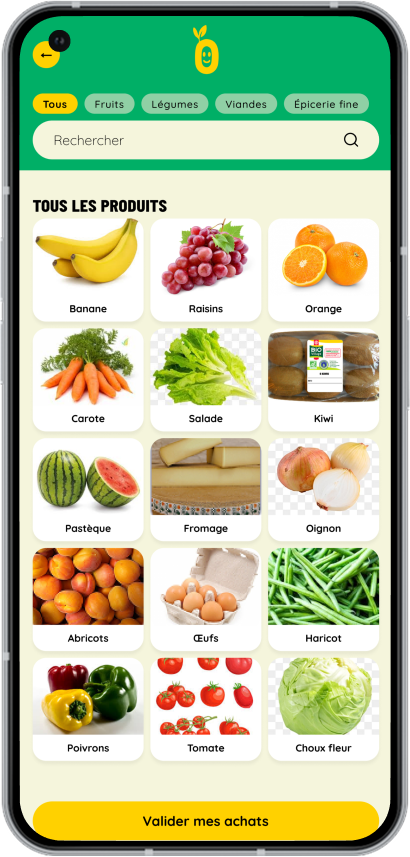 Tous Fruits Légumes Viandes Épicerie fine
Rechercher
TOUS LES PRODUITS
Banane Raisins Orange
Carote Salade Kiwi
Pastèque Fromage Oignon
Abricots Œufs Haricot
Poivrons Tomate Choux fleur
Valider mes achats